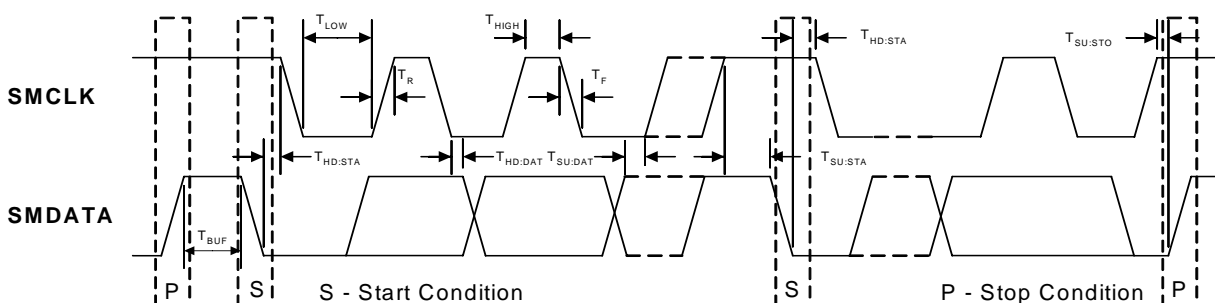 T_LOW T_HIGH T_HD:STA T_SU:STO
SMCLK T_R T_F
T_HD:STA T_HD:DAT T_SU:DAT T_SU:STA
SMDATA
T_BUF
P S S - Start Condition S P - Stop Condition P